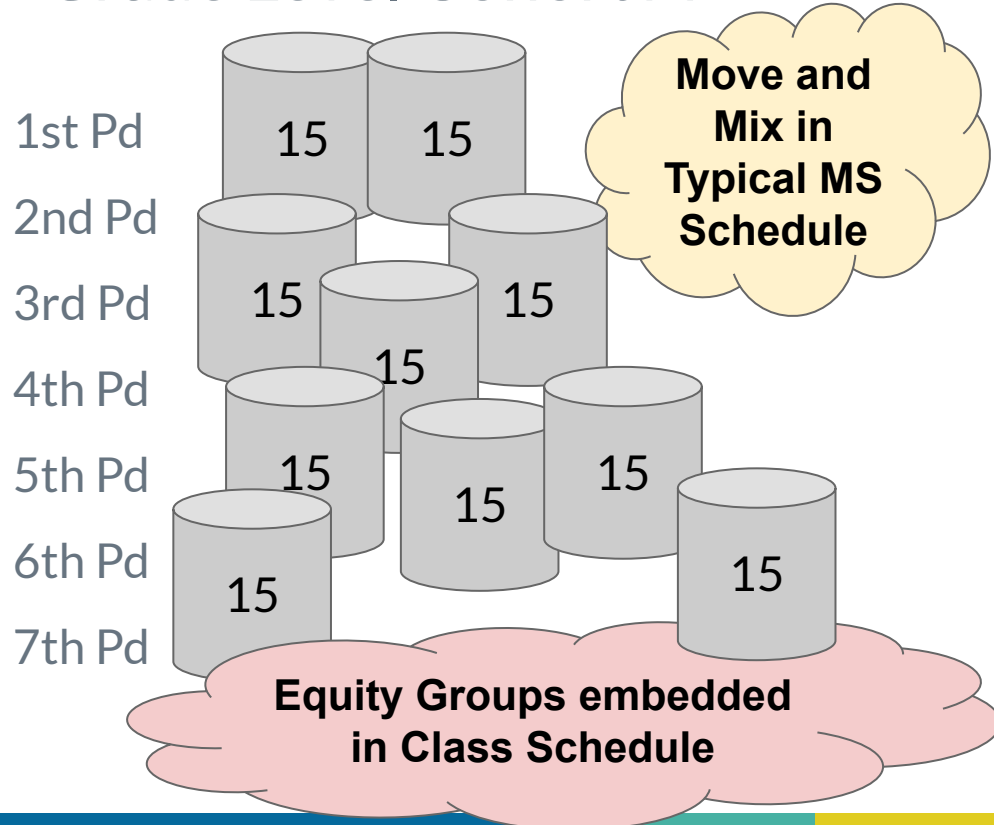 Move and
Mix in
Typical MS
Schedule
1st Pd
15 15
2nd Pd
3rd Pd
15 15
4th Pd
15
5th Pd
15 15
15
6th Pd
15 15
7th Pd
Equity Groups embedded
in Class Schedule